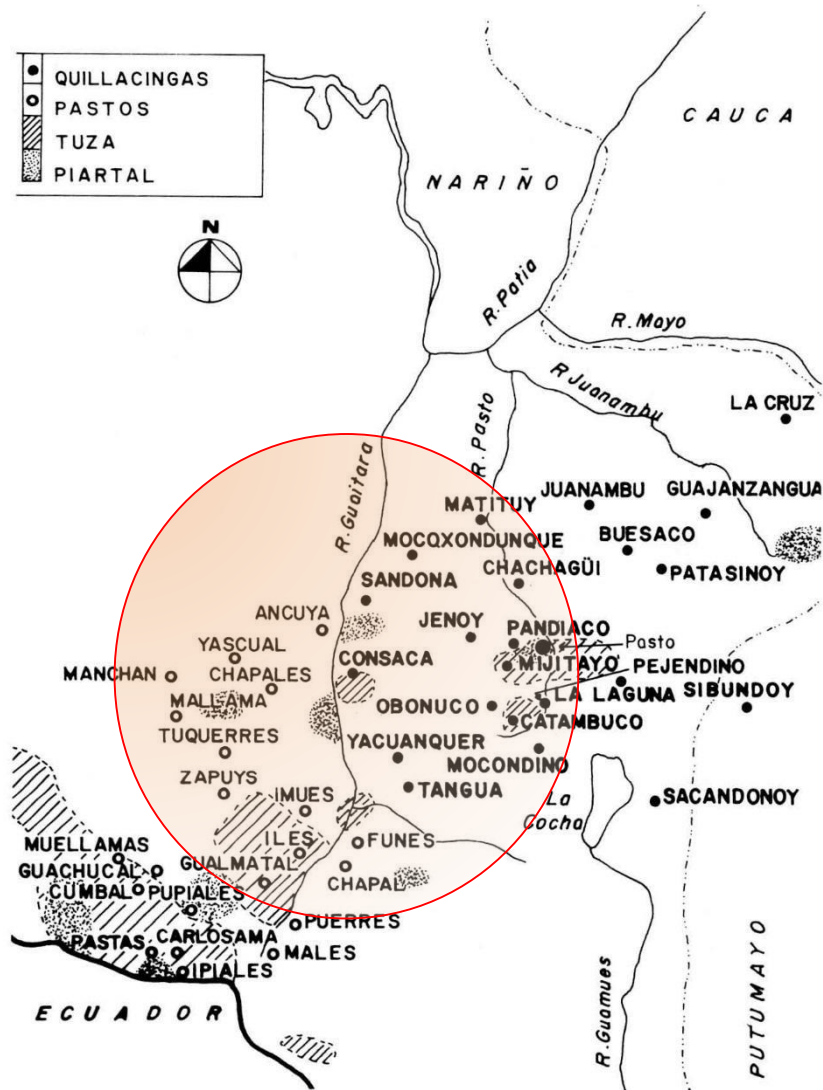 QUILLACINGAS
PASTOS
TUZA
PIARTAL
N
CAUCA
NARIÑO
R. Patia
R. Mayo
R Juanambu
LA CRUZ
R. Guaitara
R. Pasto
MATITUY
JUANAMBU
GUAJANZANGUA
MOCQXONDUNQUE
BUESACO
CHACHAGÜI
PATASINOY
SANDONA
ANCUYA
JENOY
PANDIACO
Pasto
YASCUAL
CONSACA
MIJITAYO
PEJENDINO
MANCHAN
CHAPALES
MALLAMA
OBONUCO
LA LAGUNA
SIBUNDOY
CATAMBUCO
TUQUERRES
YACUANQUER
MOCONDINO
ZAPUYS
TANGUA
IMUES
La
Cocha
SACANDONOY
MUELLAMAS
ILES
FUNES
GUACHUCAL
GUALMATAL
CHAPAL
CUMBAL
PUPIALES
PUERRES
PASTAS
CARLOSAMA
MALES
IPIALES
ECUADOR
R. Guamues
PUTUMAYO